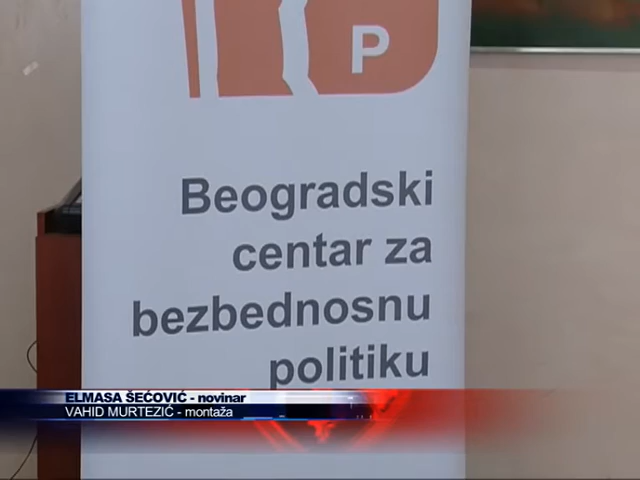 P
Beogradski
centar za
bezbednosnu
politiku
ELMASA ŠEĆOVIĆ - novinar
VAHID MURTEZIĆ - montaža